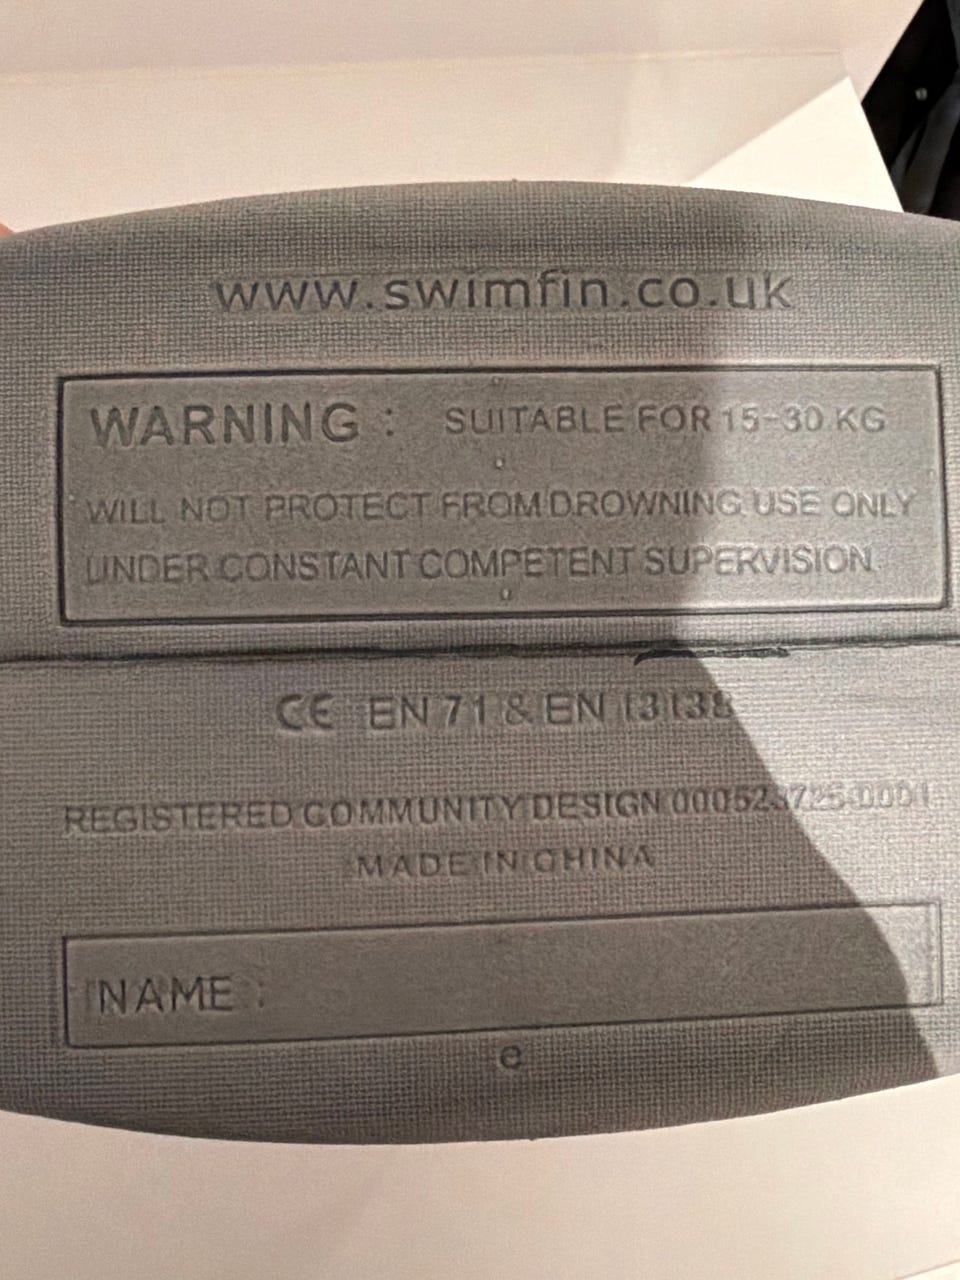 www.swimfin.co.uk
WARNING : SUITABLE FOR 15-30 KG
WILL NOT PROTECT FROM DROWNING USE ONLY
UNDER CONSTANT COMPETENT SUPERVISION
CE EN 71 & EN 13138
REGISTERED COMMUNITY DESIGN
MADE IN CHINA
NAME :
e